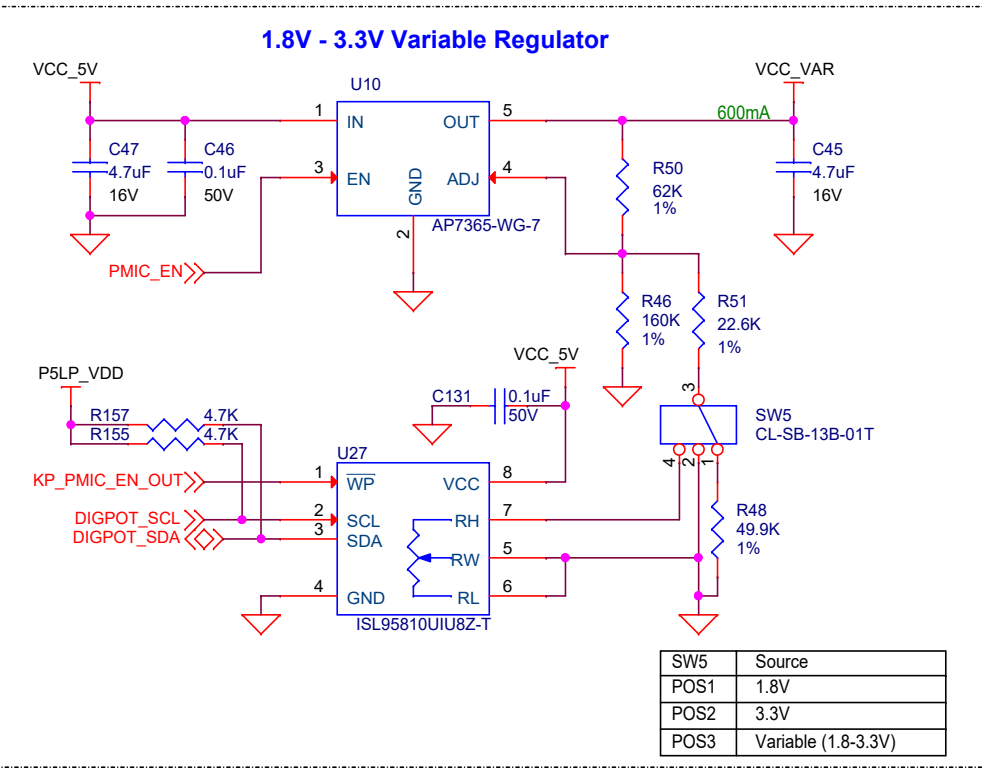 1.8V - 3.3V Variable Regulator
VCC_5V
VCC_VAR
U10
1
IN
OUT
5
600mA
C47
4.7uF
16V
C46
0.1uF
50V
3
EN
GND
ADJ
4
2
AP7365-WG-7
R50
62K
1%
C45
4.7uF
16V
PMIC_EN
R46
160K
1%
R51
22.6K
1%
VCC_5V
P5LP_VDD
C131
0.1uF
50V
3
SW5
CL-SB-13B-01T
4
2
1
R157
4.7K
R155
4.7K
U27
KP_PMIC_EN_OUT
1
WP
VCC
8
DIGPOT_SCL
2
SCL
RH
7
DIGPOT_SDA
3
SDA
RW
5
4
GND
RL
6
ISL95810UIU8Z-T
R48
49.9K
1%
SW5 Source
POS1 1.8V
POS2 3.3V
POS3 Variable (1.8-3.3V)